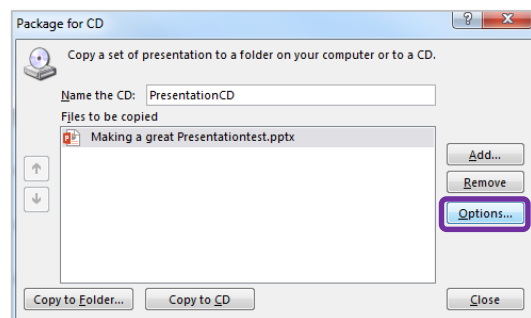 Package for CD
Copy a set of presentation to a folder on your computer or to a CD.
Name the CD: PresentationCD
Files to be copied
Making a great Presentationtest.pptx
Add...
Remove
Options...
Copy to Folder...
Copy to CD
Close